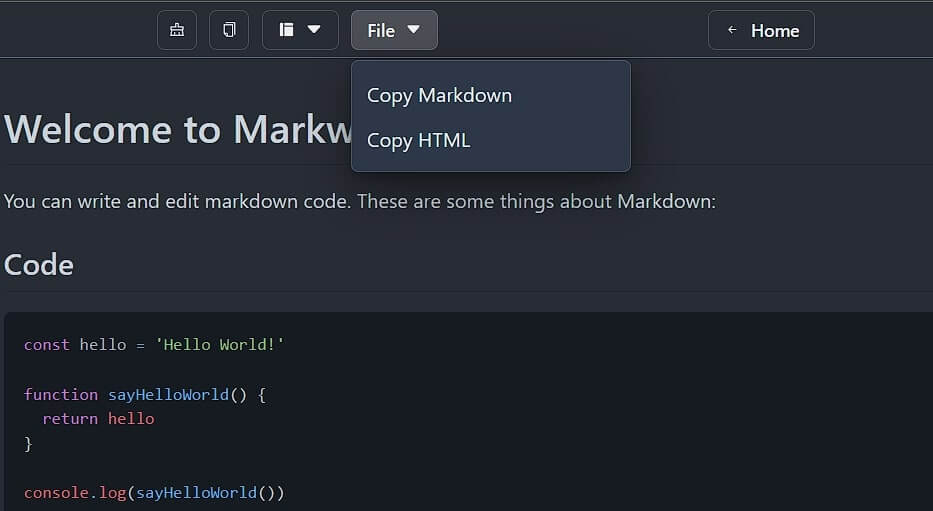 File
Home
Copy Markdown
Copy HTML
Welcome to Markw
You can write and edit markdown code. These are some things about Markdown:
Code
const hello = 'Hello World!'
function sayHelloWorld() {
  return hello
}
console.log(sayHelloWorld())